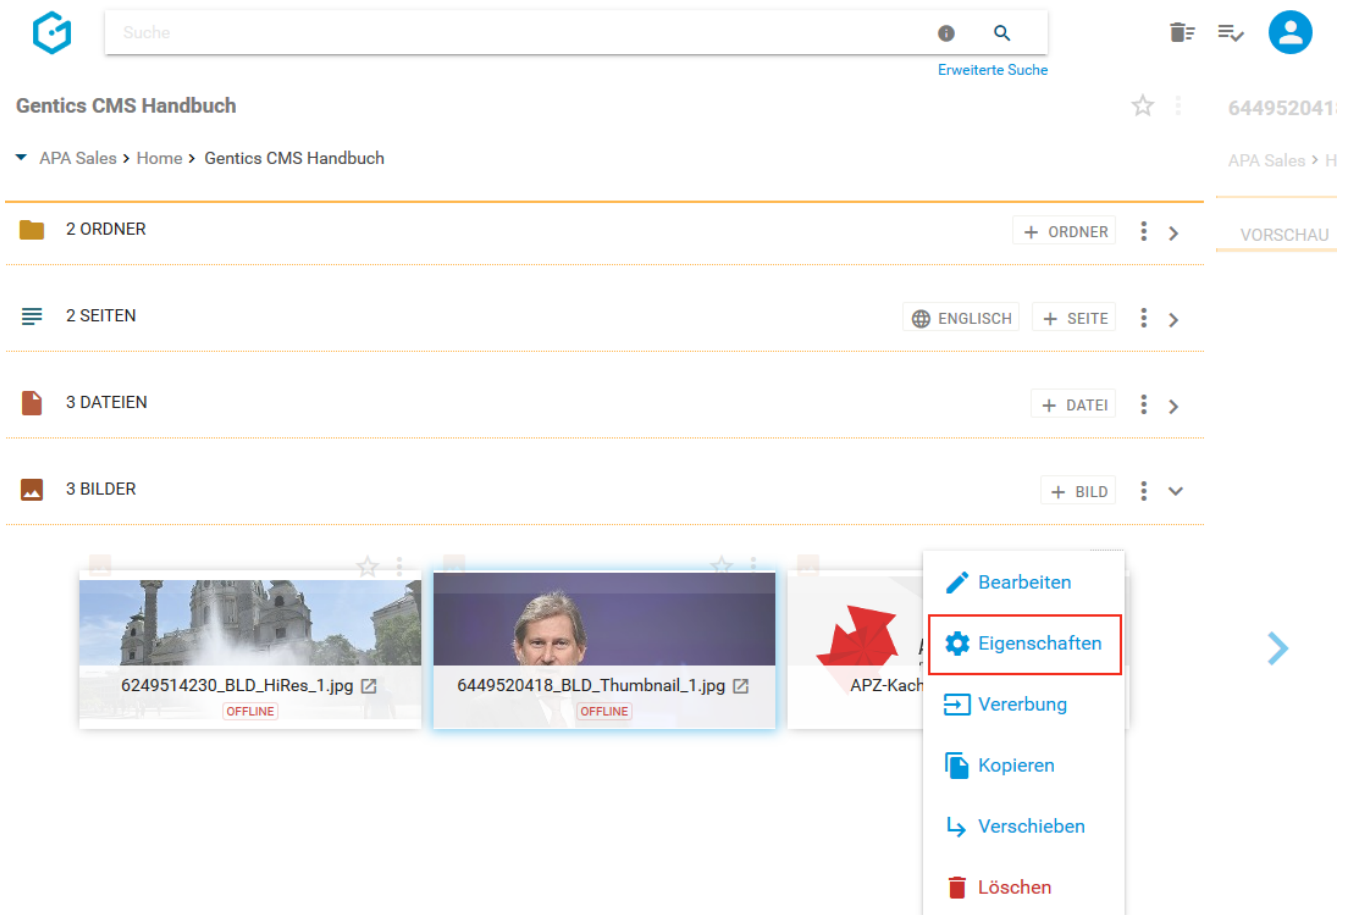 Suche
Erweiterte Suche
Gentics CMS Handbuch
6449520418
APA Sales > Home > Gentics CMS Handbuch
APA Sales > H
2 ORDNER
+ ORDNER
VORSCHAU
2 SEITEN
ENGLISCH
+ SEITE
3 DATEIEN
+ DATEI
3 BILDER
+ BILD
6249514230_BLD_HiRes_1.jpg
OFFLINE
6449520418_BLD_Thumbnail_1.jpg
OFFLINE
APZ-Kach
Bearbeiten
Eigenschaften
Vererbung
Kopieren
Verschieben
Löschen